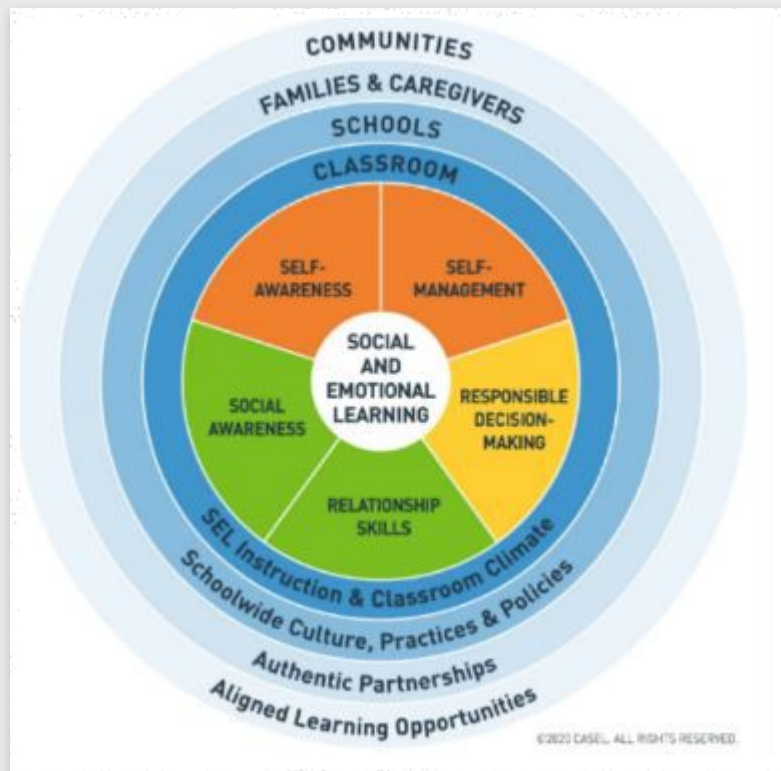 COMMUNITIES
FAMILIES & CAREGIVERS
SCHOOLS
CLASSROOM
SELF-
AWARENESS
SELF-
MANAGEMENT
SOCIAL
AND
EMOTIONAL
LEARNING
SOCIAL
AWARENESS
RESPONSIBLE
DECISION-
MAKING
RELATIONSHIP
SKILLS
SEL Instruction & Classroom Climate
Schoolwide Culture, Practices & Policies
Authentic Partnerships
Aligned Learning Opportunities
©2020 CASEL. ALL RIGHTS RESERVED.